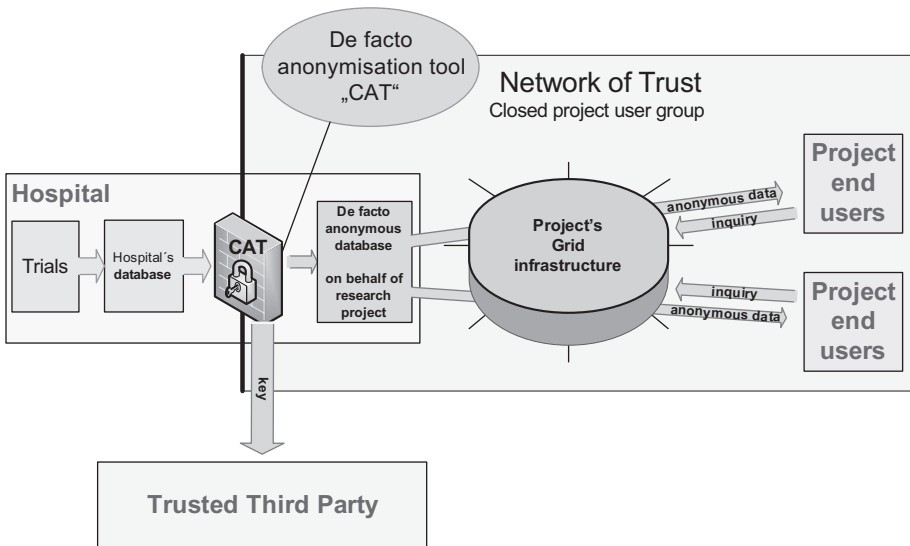 De facto
anonymisation tool
„CAT“
Network of Trust
Closed project user group
Hospital
Trials
Hospital´s
database
CAT
De facto
anonymous
database
on behalf of
research
project
Project's
Grid
infrastructure
anonymous data
inquiry
Project
end
users
inquiry
anonymous data
Project
end
users
key
Trusted Third Party